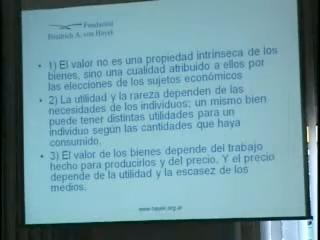 Fundación
Friedrich A. von Hayek
• 1) El valor no es una propiedad intrínseca de los
bienes, sino una cualidad atribuido a ellos por
las elecciones de los sujetos económicos
• 2) La utilidad y la rareza dependen de las
necesidades de los individuos; un mismo bien
puede tener distintas utilidades para un
individuo según las cantidades que haya
consumido.
• 3) El valor de los bienes depende del trabajo
hecho para producirlos y del precio. Y el precio
depende de la utilidad y la escasez de los
medios.
www.hayek.org.ar